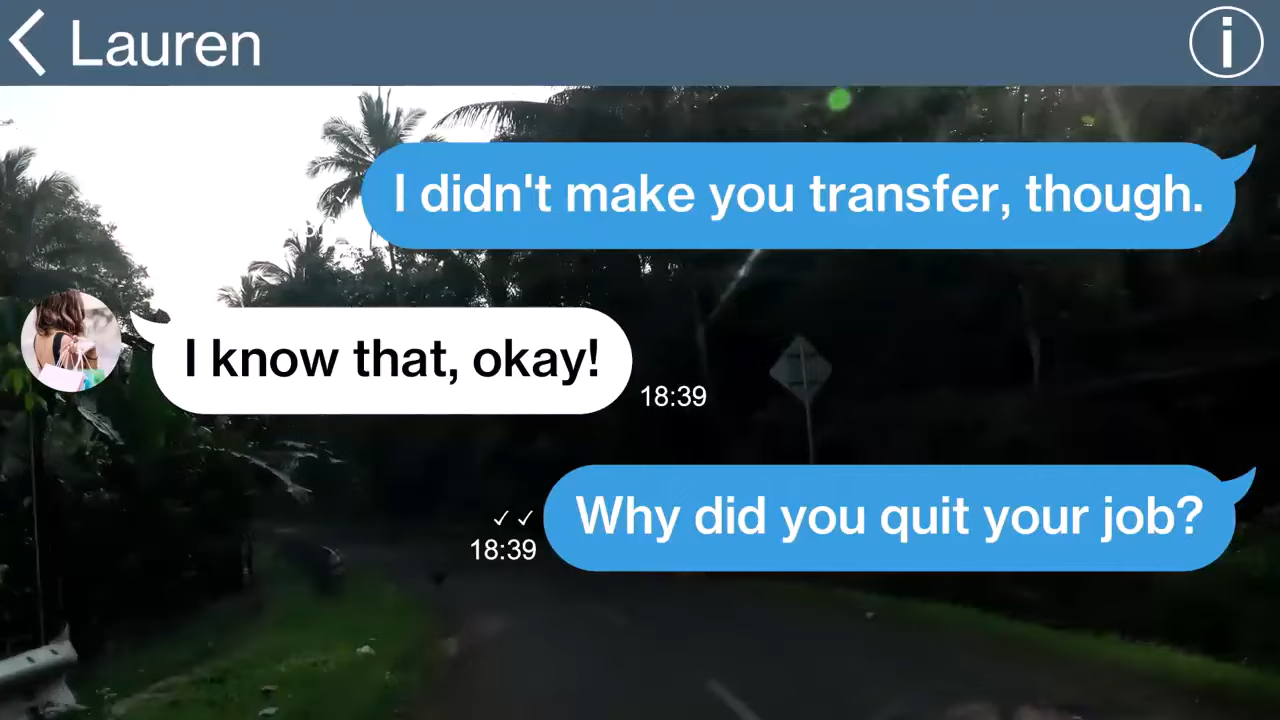 Lauren
i
I didn't make you transfer, though.
I know that, okay!
18:39
Why did you quit your job?
18:39